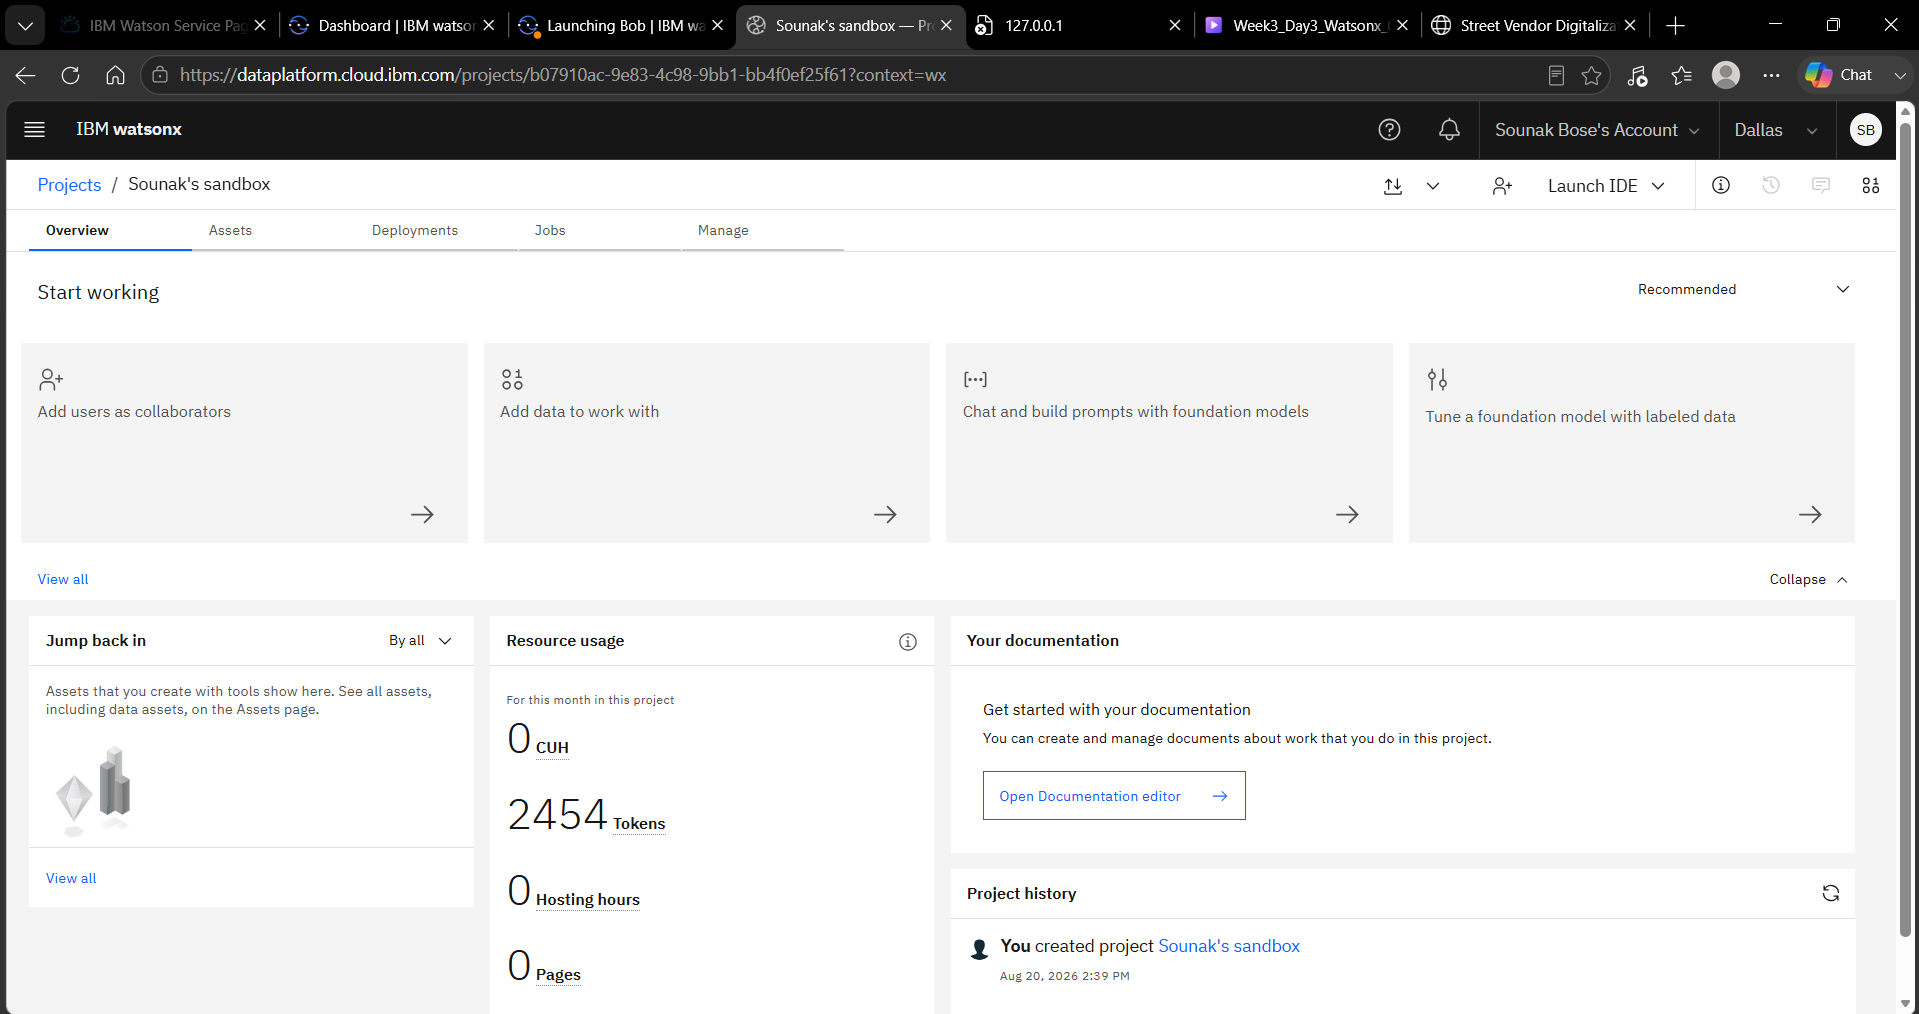 IBM Watson Service Pag
Dashboard | IBM watson
Launching Bob | IBM wa
Sounak's sandbox — Pr
127.0.0.1
Week3_Day3_Watsonx_
Street Vendor Digitaliza
https://dataplatform.cloud.ibm.com/projects/b07910ac-9e83-4c98-9bb1-bb4f0ef25f61?context=wx
Chat
IBM watsonx
Sounak Bose's Account
Dallas
SB
Projects / Sounak's sandbox
Launch IDE
Overview
Assets
Deployments
Jobs
Manage
Start working
Recommended
Add users as collaborators
Add data to work with
Chat and build prompts with foundation models
Tune a foundation model with labeled data
View all
Collapse
Jump back in
By all
Assets that you create with tools show here. See all assets,
including data assets, on the Assets page.
View all
Resource usage
For this month in this project
0 CUH
2454 Tokens
0 Hosting hours
0 Pages
Your documentation
Get started with your documentation
You can create and manage documents about work that you do in this project.
Open Documentation editor
Project history
You created project Sounak's sandbox
Aug 20, 2026 2:39 PM